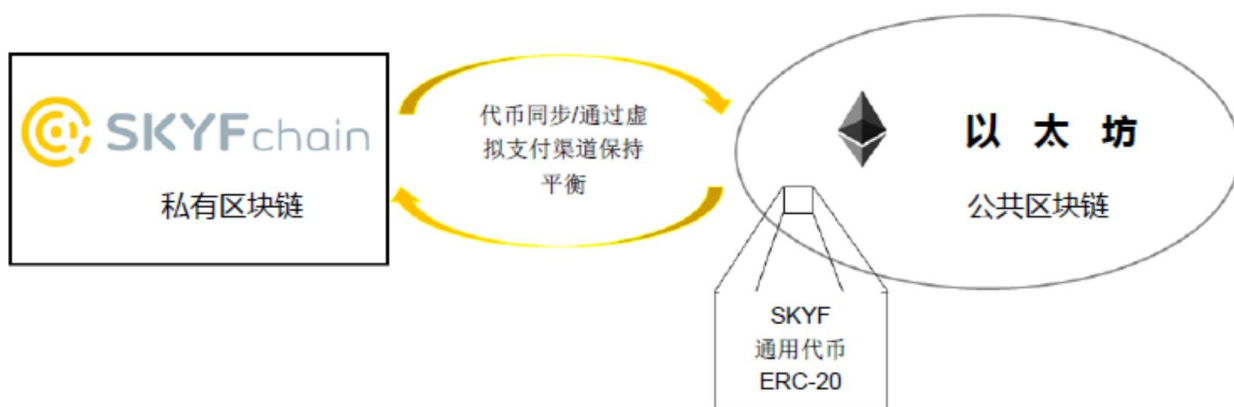 SKYFchain
私有区块链
代币同步/通过虚
拟支付渠道保持
平衡
以 太 坊
公共区块链
SKYF
通用代币
ERC-20